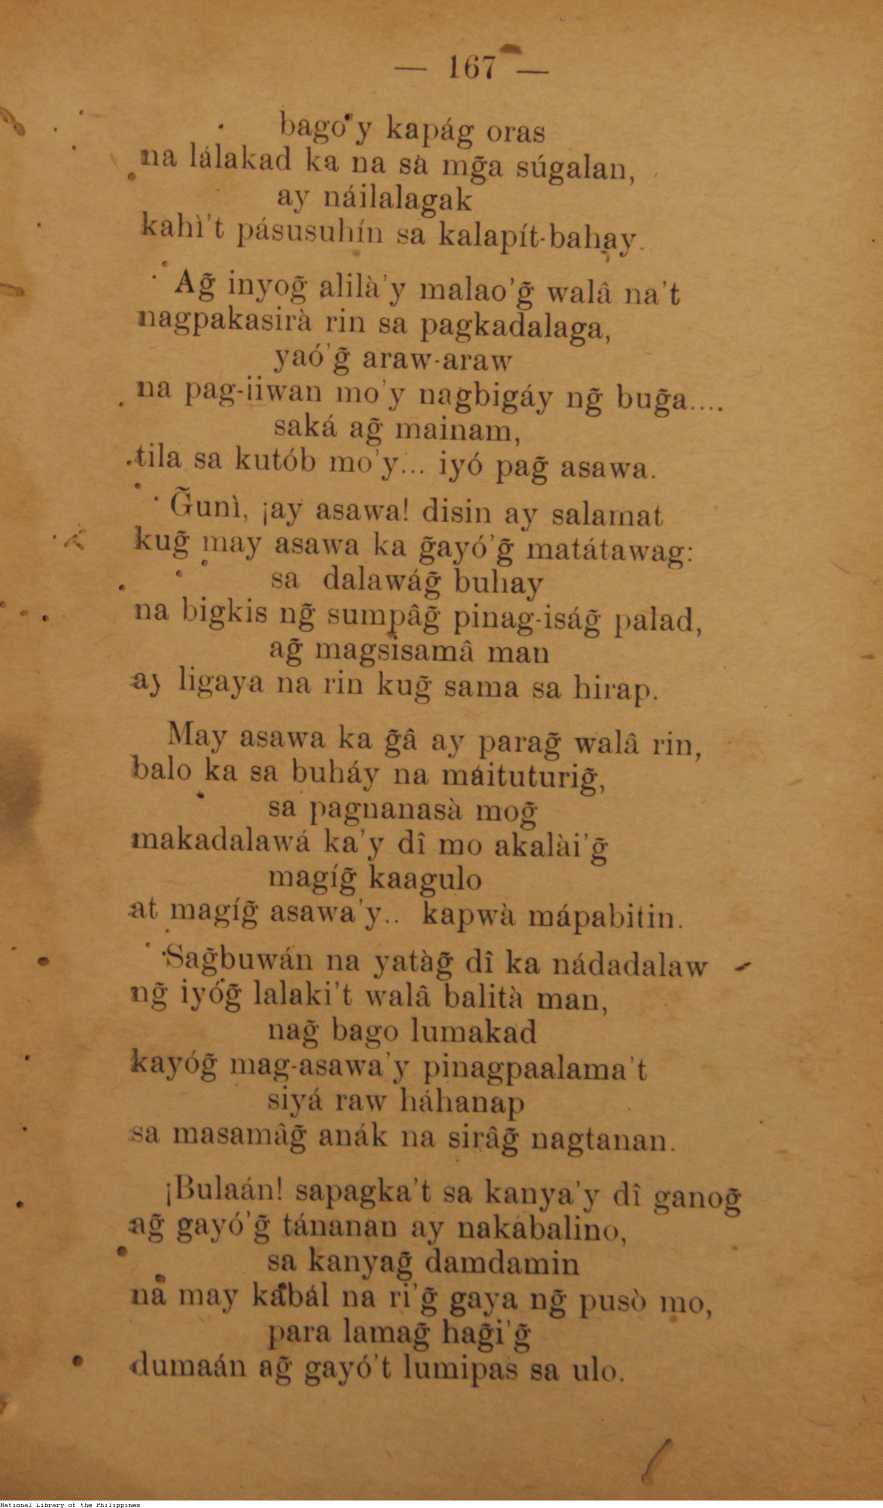 — 167 —
bago'y kapág oras
na lálakad ka na sa mg̃a súgalan,
ay náilalagak
kahì't pásusuhín sa kalapít-bahay.
Ag̃ inyog̃ alilà'y malao'g̃ walâ na't
nagpakasirà rin sa pagkadalaga,
yaó'g̃ araw-araw
na pag-iiwan mo'y nagbigáy ng̃ bug̃a....
saká ag̃ mainam,
tila sa kutób mo'y... iyó pag̃ asawa.
G̃unì, ¡ay asawa! disin ay salamat
kug̃ may asawa ka g̃ayó'g̃ matátawag:
sa dalawág̃ buhay
na bigkis ng̃ sumpâg̃ pinag-iság̃ palad,
ag̃ magsisamâ man
ay ligaya na rin kug̃ sama sa hirap.
May asawa ka g̃â ay parag̃ walâ rin,
balo ka sa buháy na máituturig̃,
sa pagnanasà mog̃
makadalawá ka'y dî mo akalài'g̃
magíg̃ kaagulo
at magíg̃ asawa'y.. kapwà mápabitin.
Sag̃buwán na yatàg̃ dî ka nádadalaw
ng̃ iyóg̃ lalaki't walâ balità man,
nag̃ bago lumakad
kayóg̃ mag-asawa'y pinagpaalama't
siyá raw háhanap
sa masamâg̃ anák na sirâg̃ nagtanan.
¡Bulaán! sapagka't sa kanya'y dî ganog̃
ag̃ gayó'g̃ tánanan ay nakabalino,
sa kanyag̃ damdamin
na may kabál na ri'g̃ gaya ng̃ pusò mo,
para lamag̃ hag̃i'g̃
dumaán ag̃ gayó't lumipas sa ulo.
National Library of the Philippines